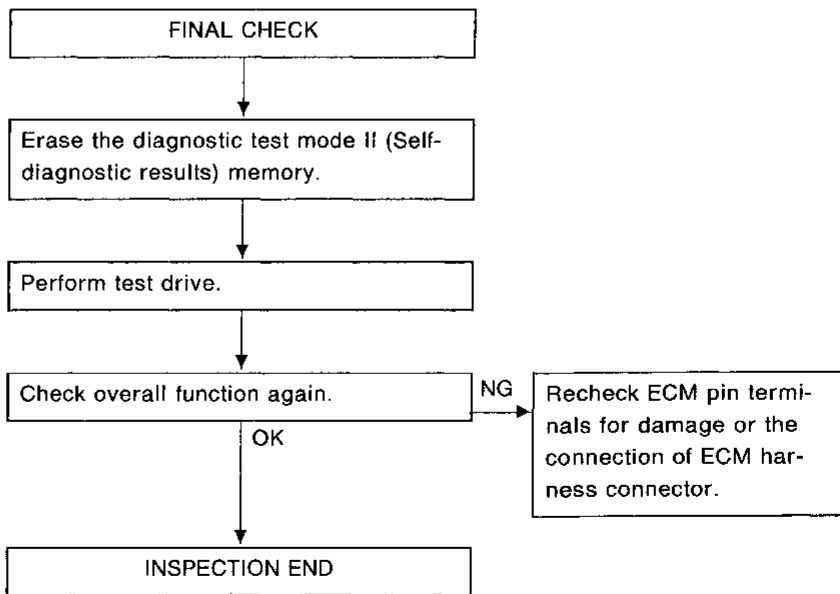 FINAL CHECK
Erase the diagnostic test mode II (Self-
diagnostic results) memory.
Perform test drive.
Check overall function again.
NG
Recheck ECM pin termi-
nals for damage or the
connection of ECM har-
ness connector.
OK
INSPECTION END